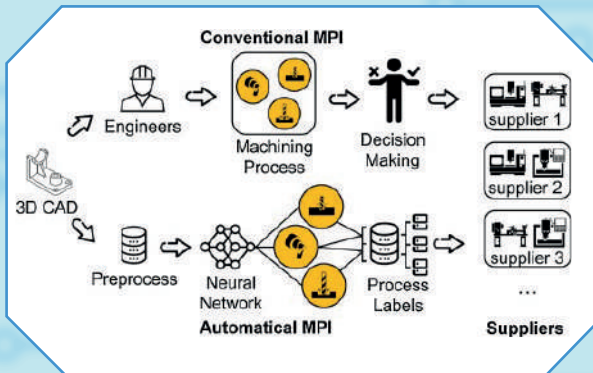 Conventional MPI
Engineers
Machining
Process
Decision
Making
3D CAD
Preprocess
Neural
Network
Process
Labels
Automatical MPI
supplier 1
supplier 2
supplier 3
...
Suppliers